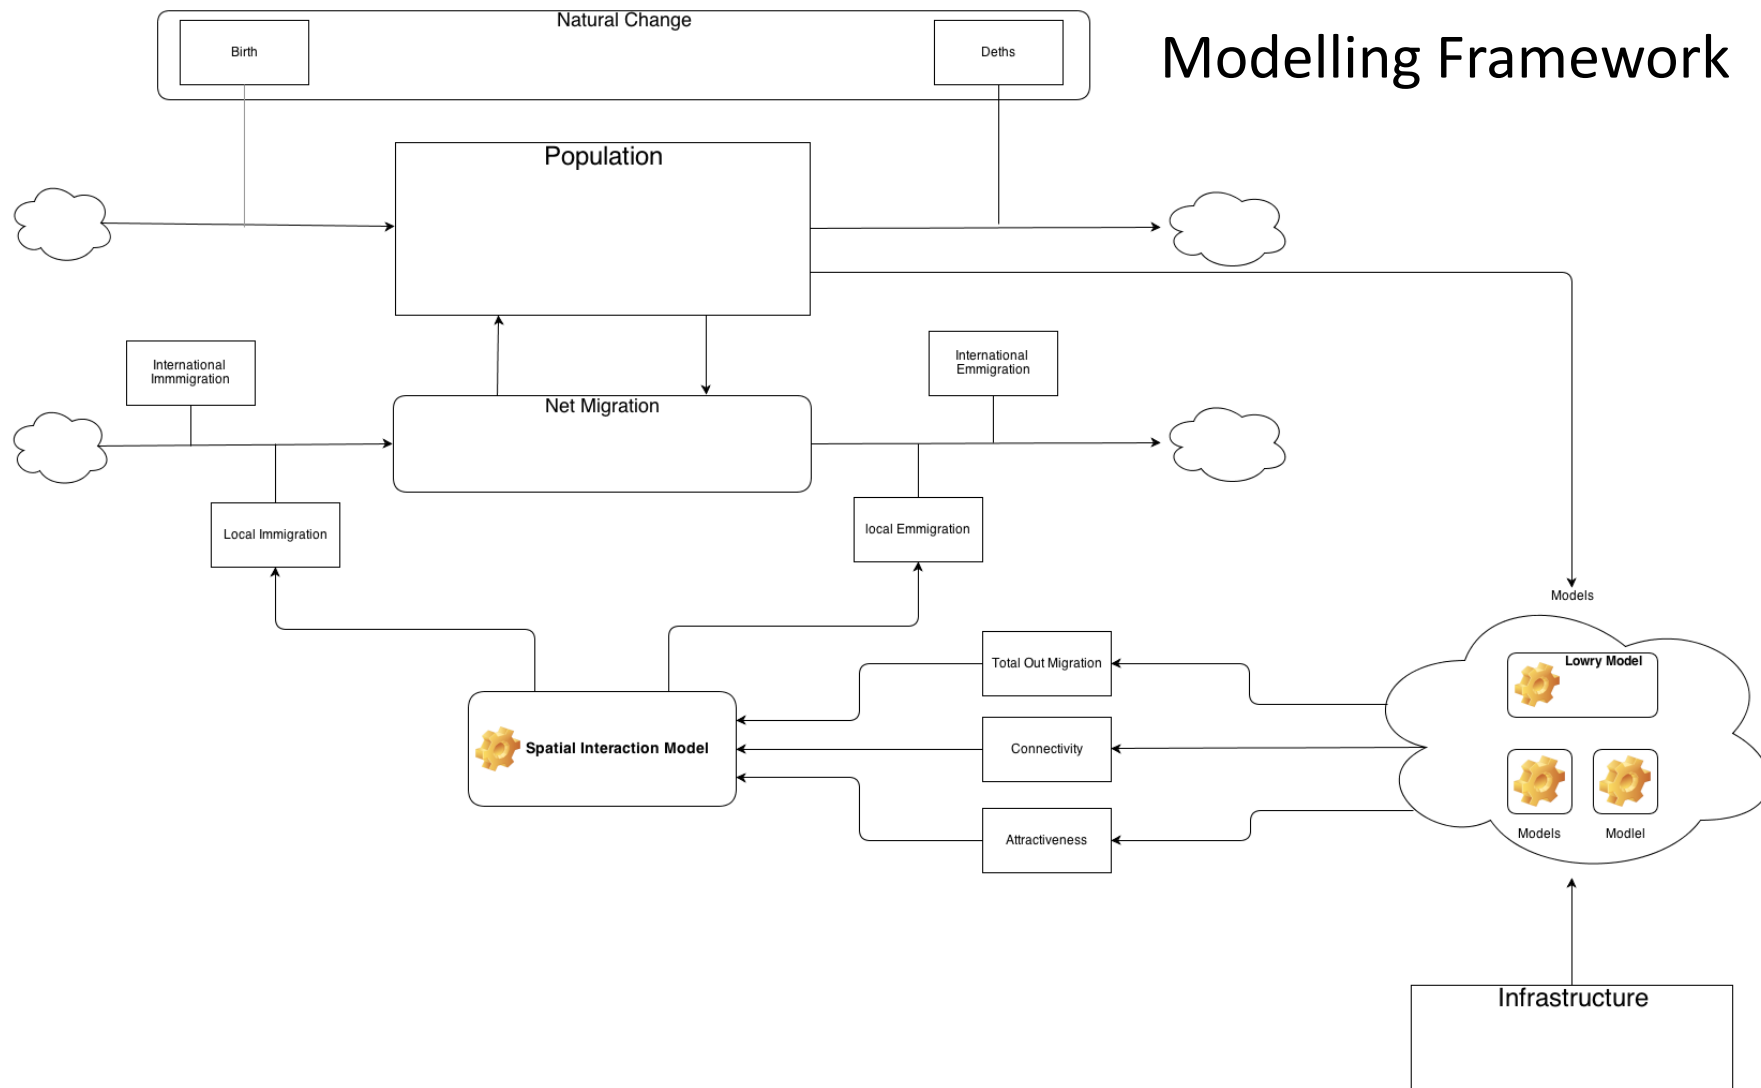 Natural Change
Birth
Deths
Modelling Framework
Population
International
Immmigration
International
Emmigration
Net Migration
Local Immigration
local Emmigration
Models
Total Out Migration
Lowry Model
Spatial Interaction Model
Connectivity
Attractiveness
Models
Modlel
Infrastructure